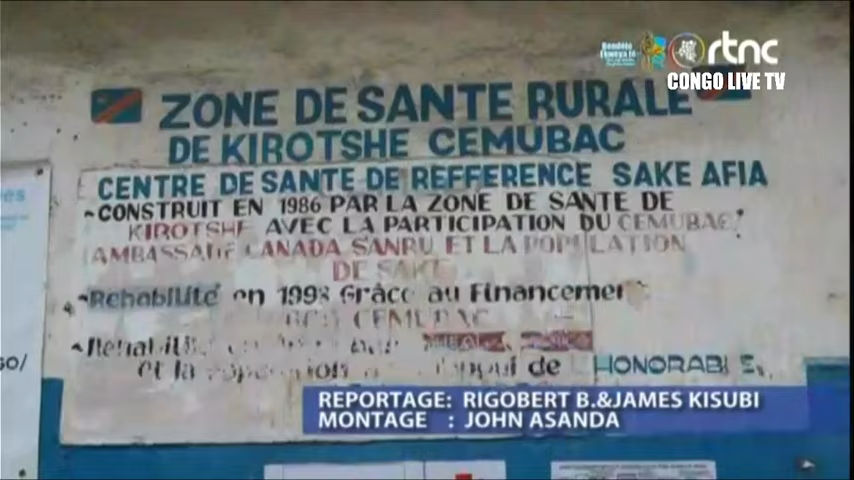 rtnc
CONGO LIVE TV
ZONE DE SANTE RURALE
DE KIROTSHE CEMUBAC
CENTRE DE SANTE DE REFFERENCE SAKE AFIA
~CONSTRUIT EN 1986 PAR LA ZONE DE SANTE DE
KIROTSHE AVEC LA PARTICIPATION DU CEMUBAC
AMBASSADE CANADA SANRU ET LA POPULATION
DE SAKE
~Rehabilité en 1998 Grâce au Financement
CEMUBAC
~Rehabilité
et la de HONORABLE
REPORTAGE: RIGOBERT B.&JAMES KISUBI
MONTAGE : JOHN ASANDA